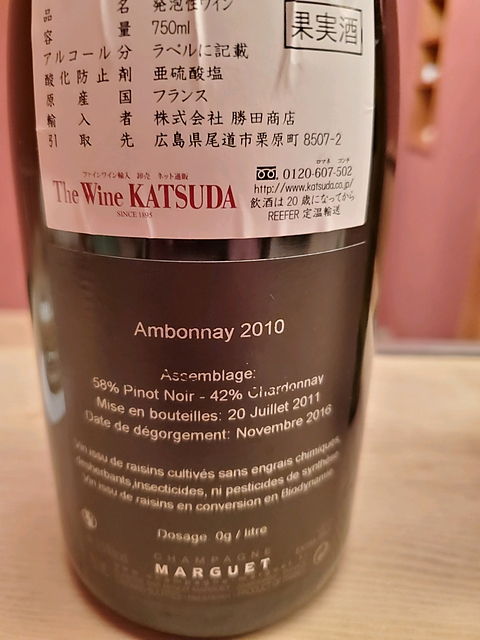 品 名 発泡性ワイン
容 量 750ml
果実酒
アルコール分 ラベルに記載
酸化防止剤 亜硫酸塩
原産国 フランス
輸入者 株式会社 勝田商店
引取先 広島県尾道市栗原町 8507-2
ファインワイン輸入 卸売 ネット通販
The Wine KATSUDA
SINCE 1895
ロマネ コンチ
0120-607-502
http://www.katsuda.co.jp/
飲酒は20歳になってから
REEFER 定温輸送
Ambonnay 2010
Assemblage:
58% Pinot Noir - 42% Chardonnay
Mise en bouteilles: 20 Juillet 2011
Date de dégorgement: Novembre 2016
Vin issu de raisins cultivés sans engrais chimiques,
desherbants,insecticides, ni pesticides de synthèse
Vin issu de raisins en conversion en Biodynamie
Dosage 0g / litre
CHAMPAGNE
MARGUET